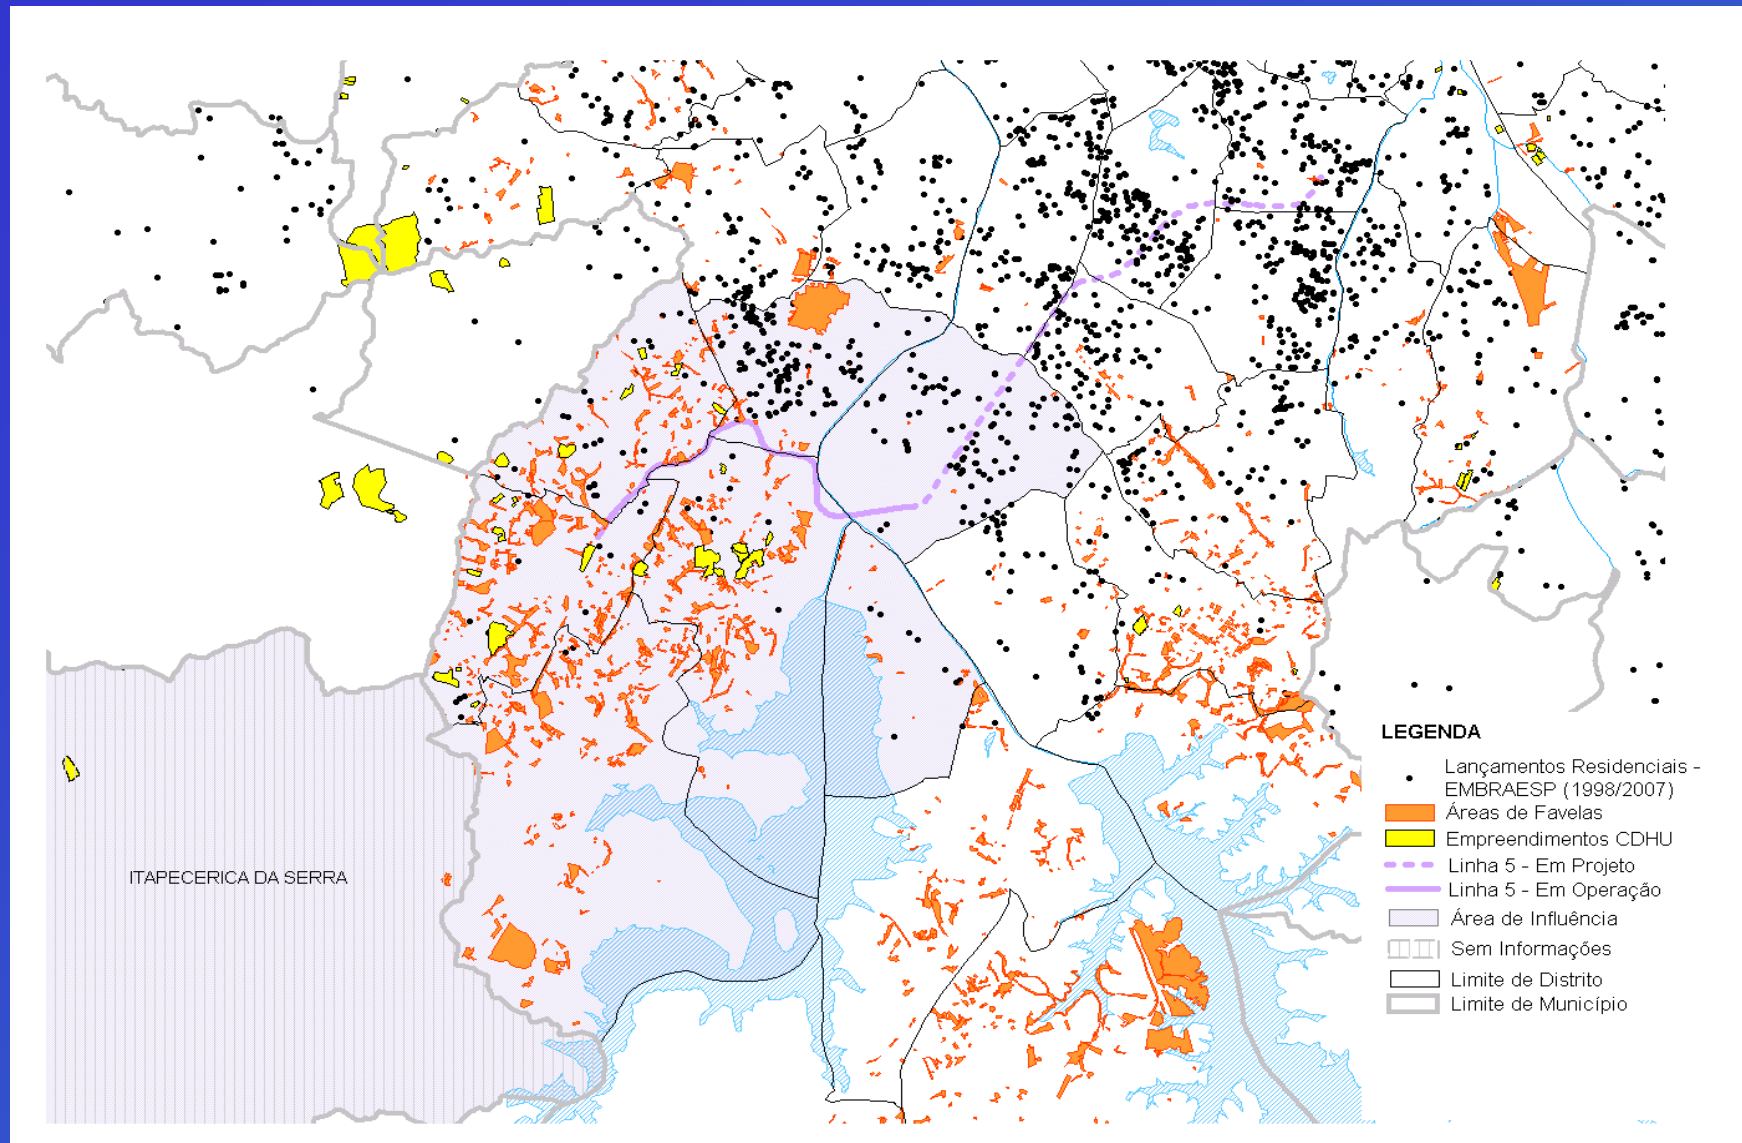 ITAPECERICA DA SERRA
LEGENDA
Lançamentos Residenciais -
EMBRAESP (1998/2007)
Áreas de Favelas
Empreendimentos CDHU
Linha 5 - Em Projeto
Linha 5 - Em Operação
Área de Influência
Sem Informações
Limite de Distrito
Limite de Município